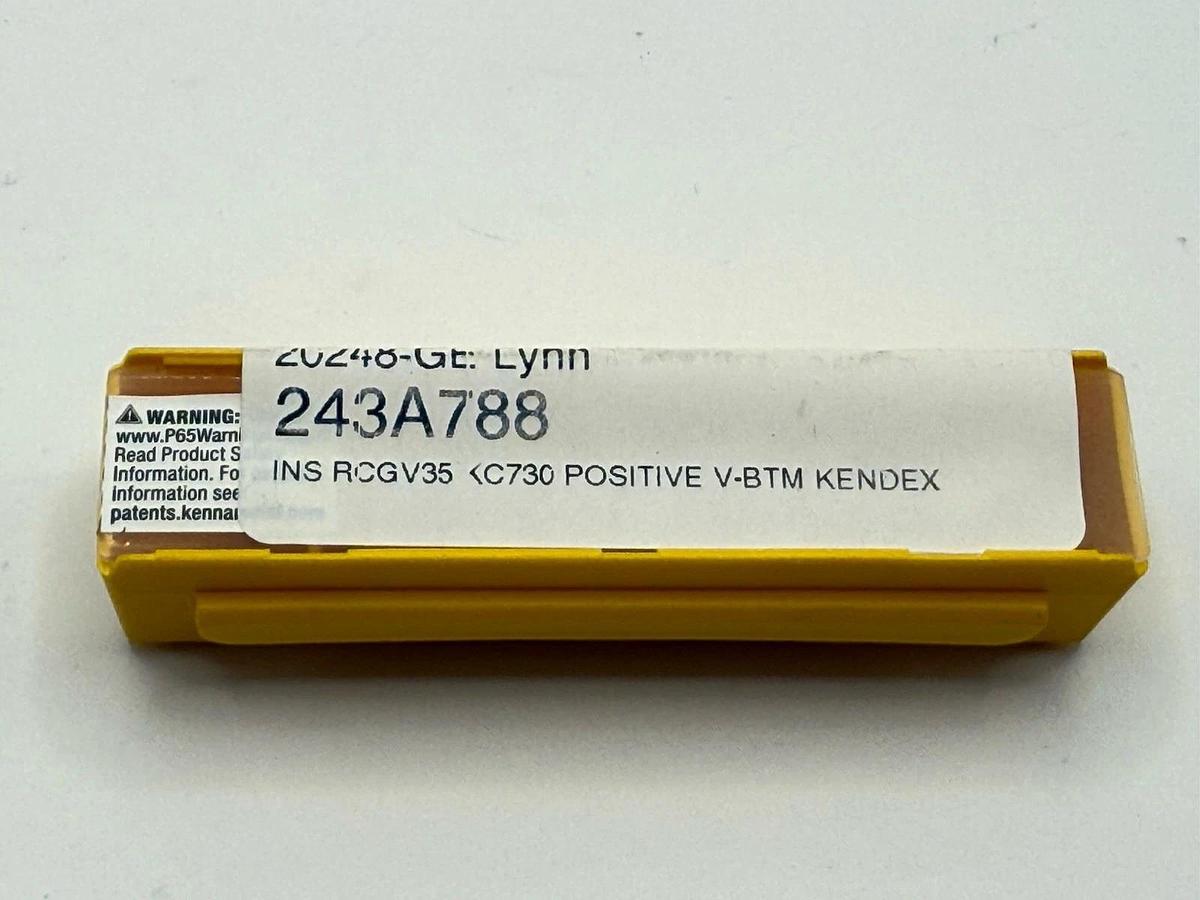 20248-GE: Lynn
243A788
INS RCGV35 KC730 POSITIVE V-BTM KENDEX
⚠ WARNING:
www.P65Warni
Read Product S
Information. Fo
information see
patents.kennar